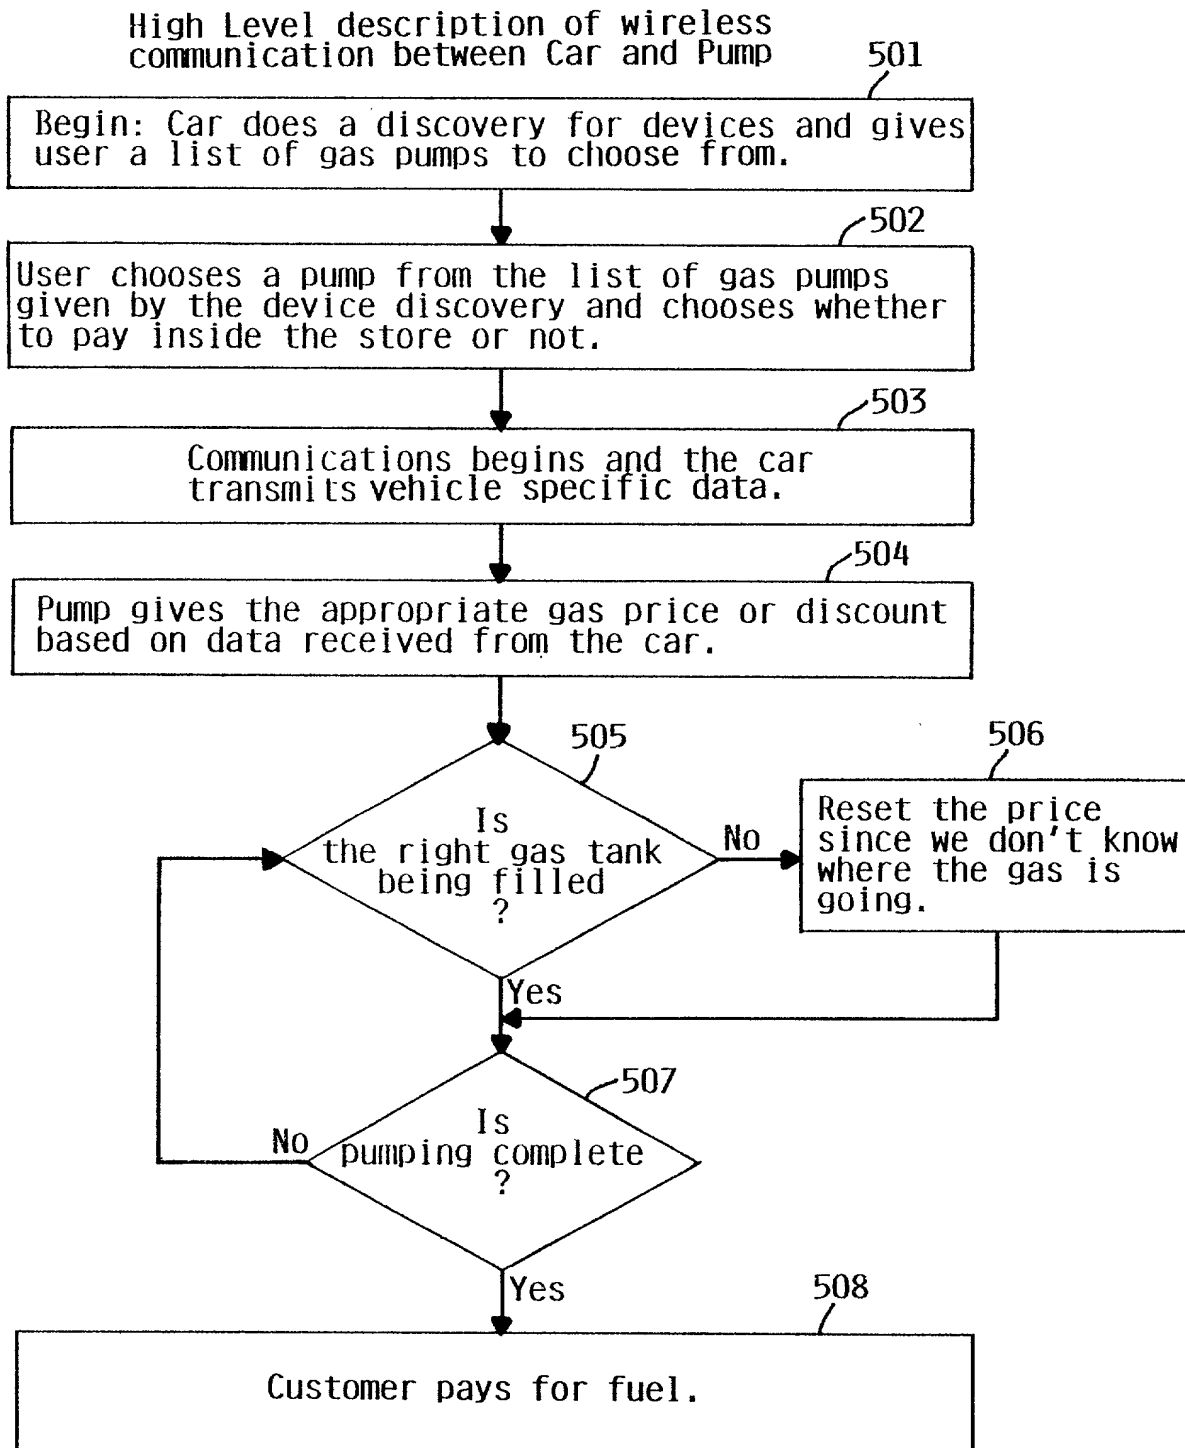 High Level description of wireless
communication between Car and Pump
501
Begin: Car does a discovery for devices and gives
user a list of gas pumps to choose from.
502
User chooses a pump from the list of gas pumps
given by the device discovery and chooses whether
to pay inside the store or not.
503
Communications begins and the car
transmits vehicle specific data.
504
Pump gives the appropriate gas price or discount
based on data received from the car.
505
Is
the right gas tank
being filled
?
No
506
Reset the price
since we don't know
where the gas is
going.
Yes
507
Is
pumping complete
?
No
Yes
508
Customer pays for fuel.